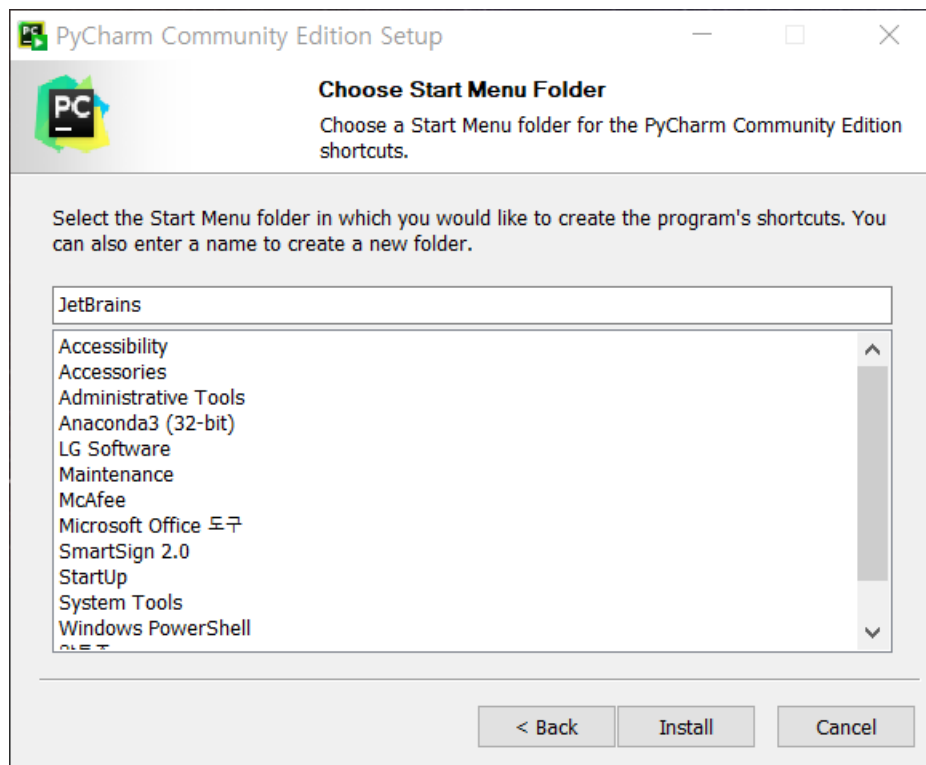 PyCharm Community Edition Setup
PC
Choose Start Menu Folder
Choose a Start Menu folder for the PyCharm Community Edition
shortcuts.
Select the Start Menu folder in which you would like to create the program's shortcuts. You
can also enter a name to create a new folder.
JetBrains
Accessibility
Accessories
Administrative Tools
Anaconda3 (32-bit)
LG Software
Maintenance
McAfee
Microsoft Office 도구
SmartSign 2.0
StartUp
System Tools
Windows PowerShell
< Back
Install
Cancel